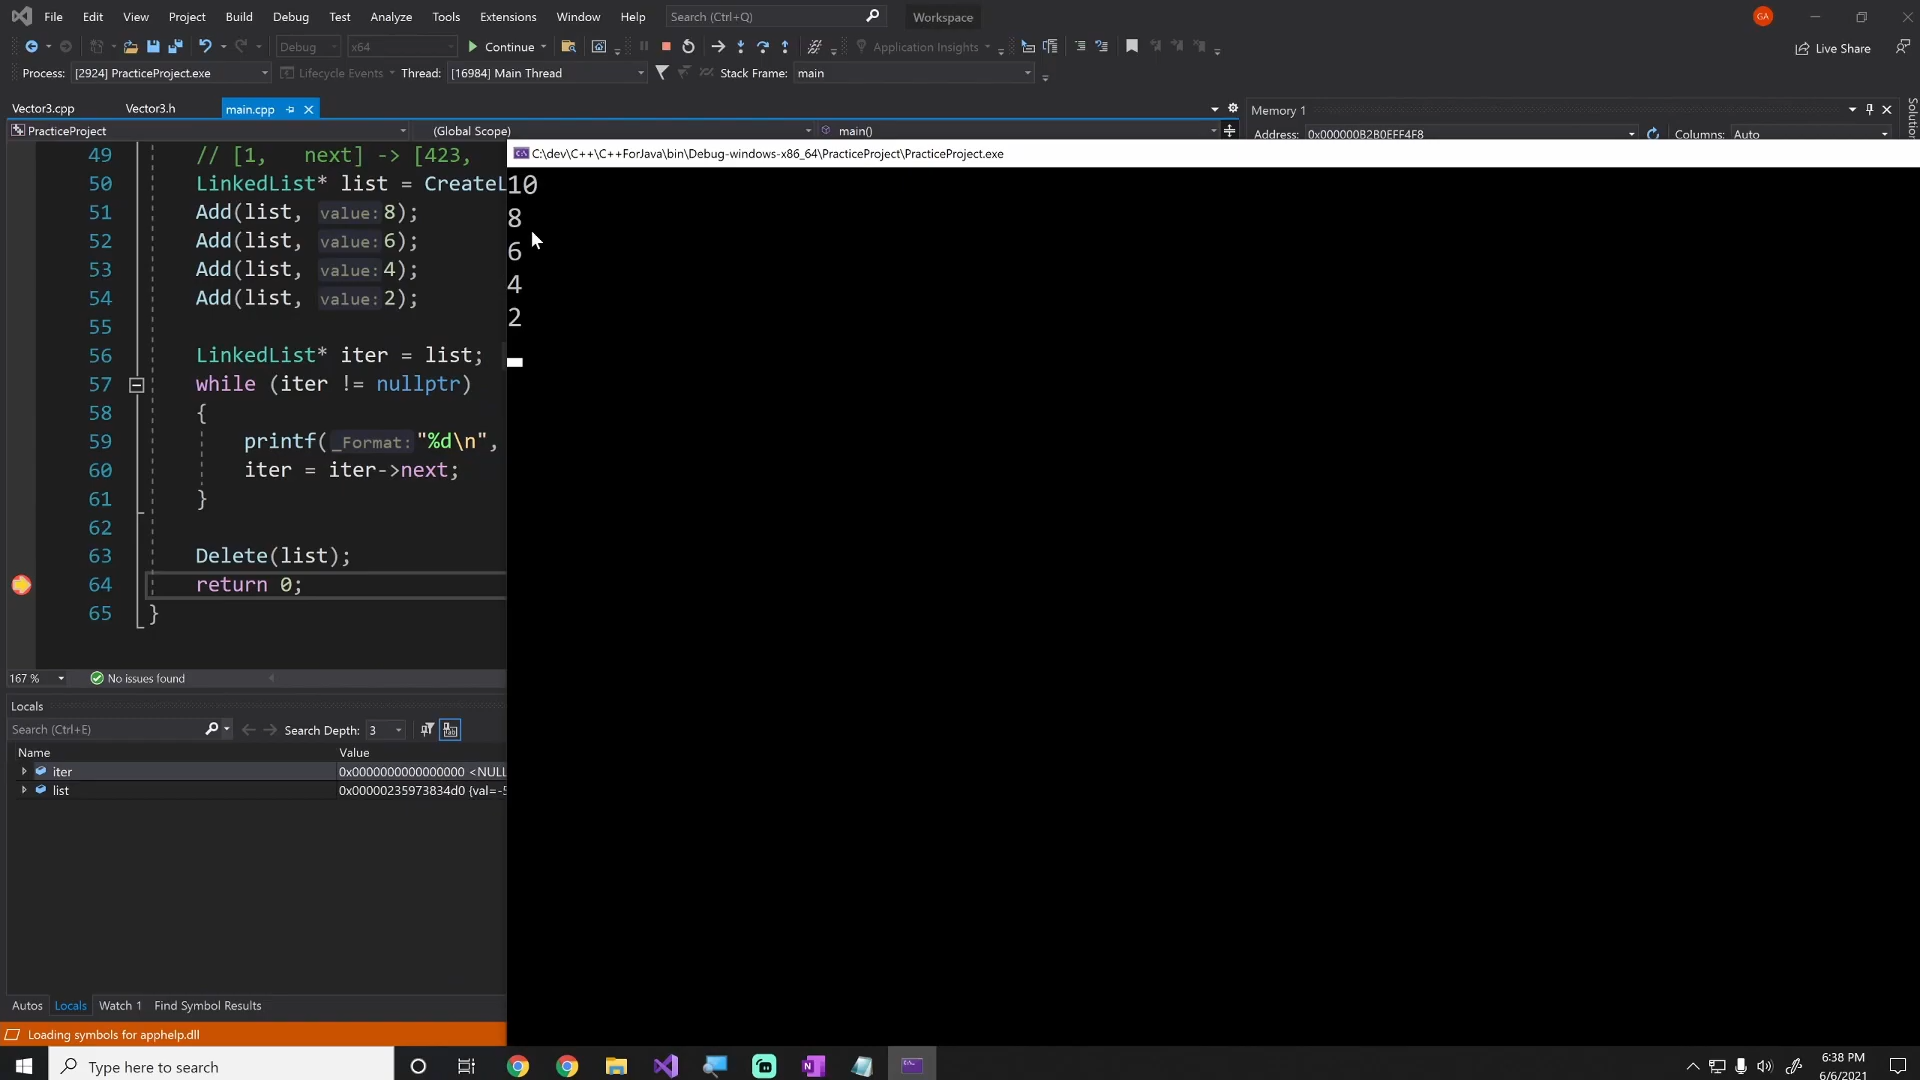 File Edit View Project Build Debug Test Analyze Tools Extensions Window Help Search (Ctrl+Q) Workspace GA
Debug x64 Continue Application Insights Live Share
Process: [2924] PracticeProject.exe Lifecycle Events Thread: [16984] Main Thread Stack Frame: main
Vector3.cpp Vector3.h main.cpp Memory 1
PracticeProject (Global Scope) main() Address: 0x000000B2B0EFF4F8 Columns: Auto
Solution
C:\dev\C++\C++ForJava\bin\Debug-windows-x86_64\PracticeProject\PracticeProject.exe
49 // [1, next] -> [423,
50 LinkedList* list = CreateL
51 Add(list, value: 8);
52 Add(list, value: 6);
53 Add(list, value: 4);
54 Add(list, value: 2);
55
56 LinkedList* iter = list;
57 while (iter != nullptr)
58 {
59 printf(_Format: "%d\n",
60 iter = iter->next;
61 }
62
63 Delete(list);
64 return 0;
65 }
10
8
6
4
2
167 % No issues found
Locals
Search (Ctrl+E) Search Depth: 3
Name Value
iter 0x0000000000000000 <NULL
list 0x00000235973834d0 {val=-5
Autos Locals Watch 1 Find Symbol Results
Loading symbols for apphelp.dll
Type here to search
6:38 PM
6/6/2021